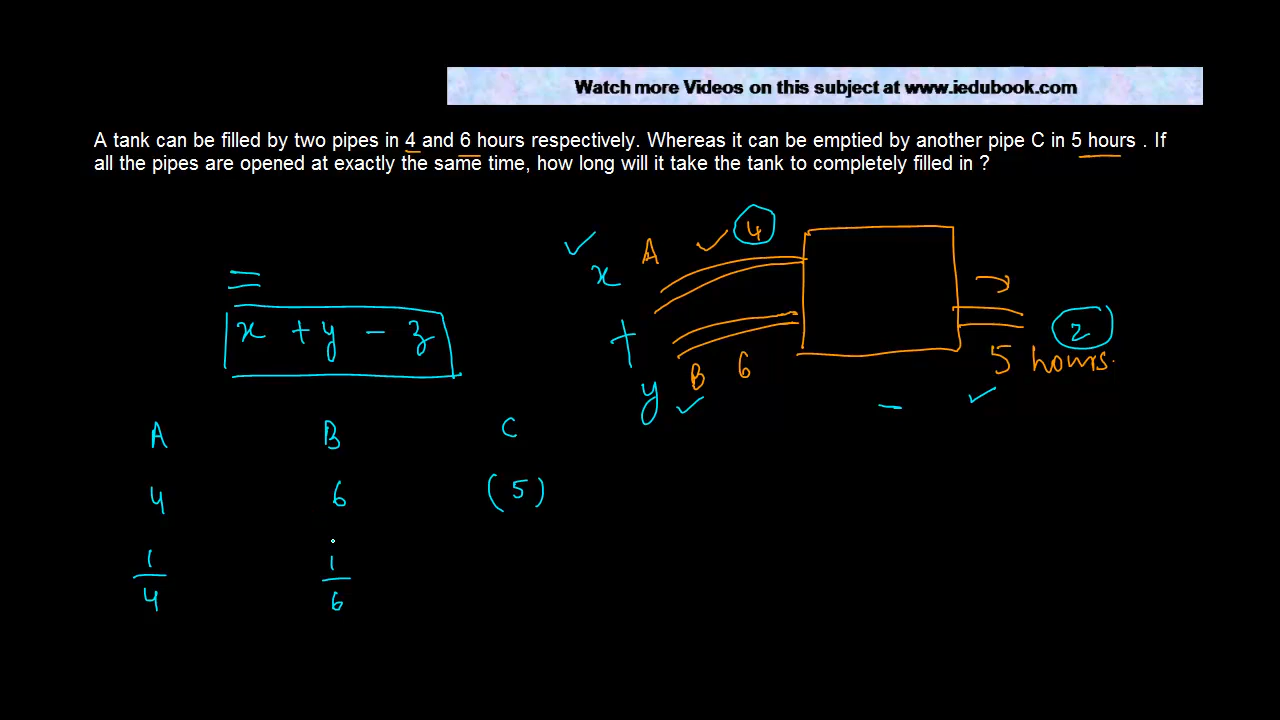 Watch more Videos on this subject at www.iedubook.com
A tank can be filled by two pipes in 4 and 6 hours respectively. Whereas it can be emptied by another pipe C in 5 hours . If
all the pipes are opened at exactly the same time, how long will it take the tank to completely filled in ?
x A 4
=
x + y - z
+
z
5 hours.
y B 6
-
A B C
4 6 (5)
1/4 1/6